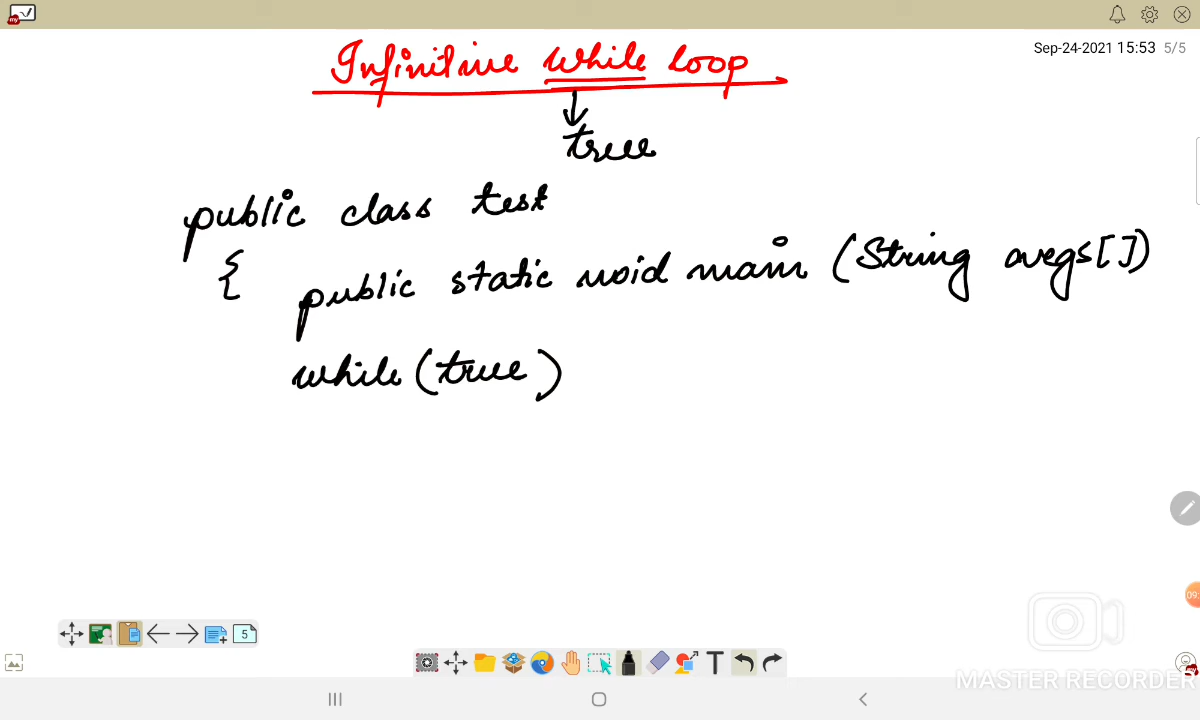 Sep-24-2021 15:53 5/5
Infinitive while loop
true
public class test
{ public static void main (String args[])
while (true)
09:
5
T
MASTER RECORDER